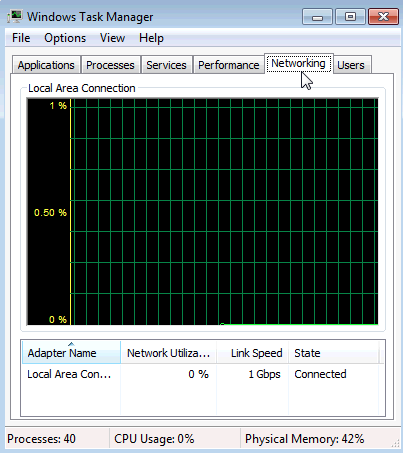 Windows Task Manager
File Options View Help
Applications Processes Services Performance Networking Users
Local Area Connection
1 %
0.50 %
0 %
Adapter Name Network Utiliza... Link Speed State
Local Area Con... 0 % 1 Gbps Connected
Processes: 40 CPU Usage: 0% Physical Memory: 42%